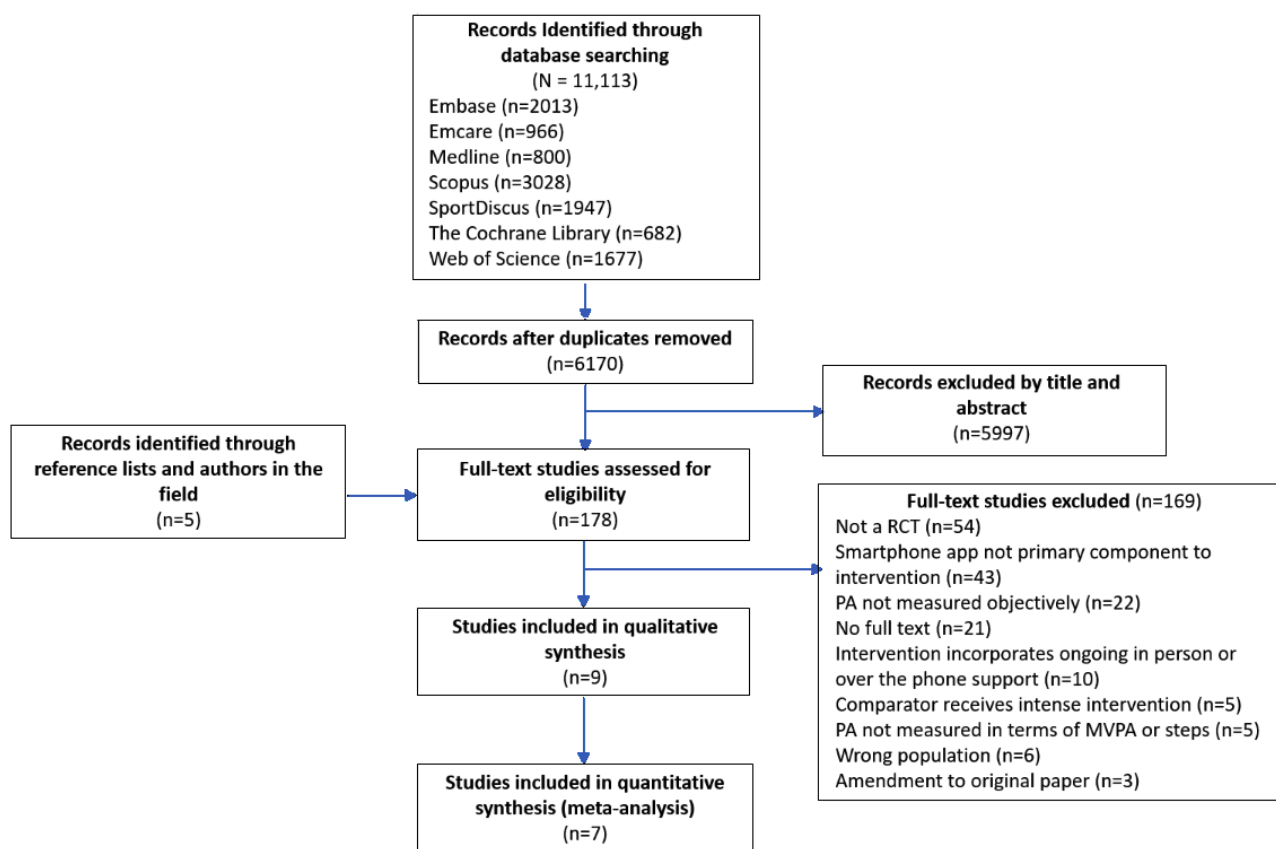 Records Identified through
database searching
(N = 11,113)
Embase (n=2013)
Emcare (n=966)
Medline (n=800)
Scopus (n=3028)
SportDiscus (n=1947)
The Cochrane Library (n=682)
Web of Science (n=1677)
Records after duplicates removed
(n=6170)
Records excluded by title and
abstract
(n=5997)
Records identified through
reference lists and authors in the
field
(n=5)
Full-text studies assessed for
eligibility
(n=178)
Full-text studies excluded (n=169)
Not a RCT (n=54)
Smartphone app not primary component to
intervention (n=43)
PA not measured objectively (n=22)
No full text (n=21)
Intervention incorporates ongoing in person or
over the phone support (n=10)
Comparator receives intense intervention (n=5)
PA not measured in terms of MVPA or steps (n=5)
Wrong population (n=6)
Amendment to original paper (n=3)
Studies included in qualitative
synthesis
(n=9)
Studies included in quantitative
synthesis (meta-analysis)
(n=7)